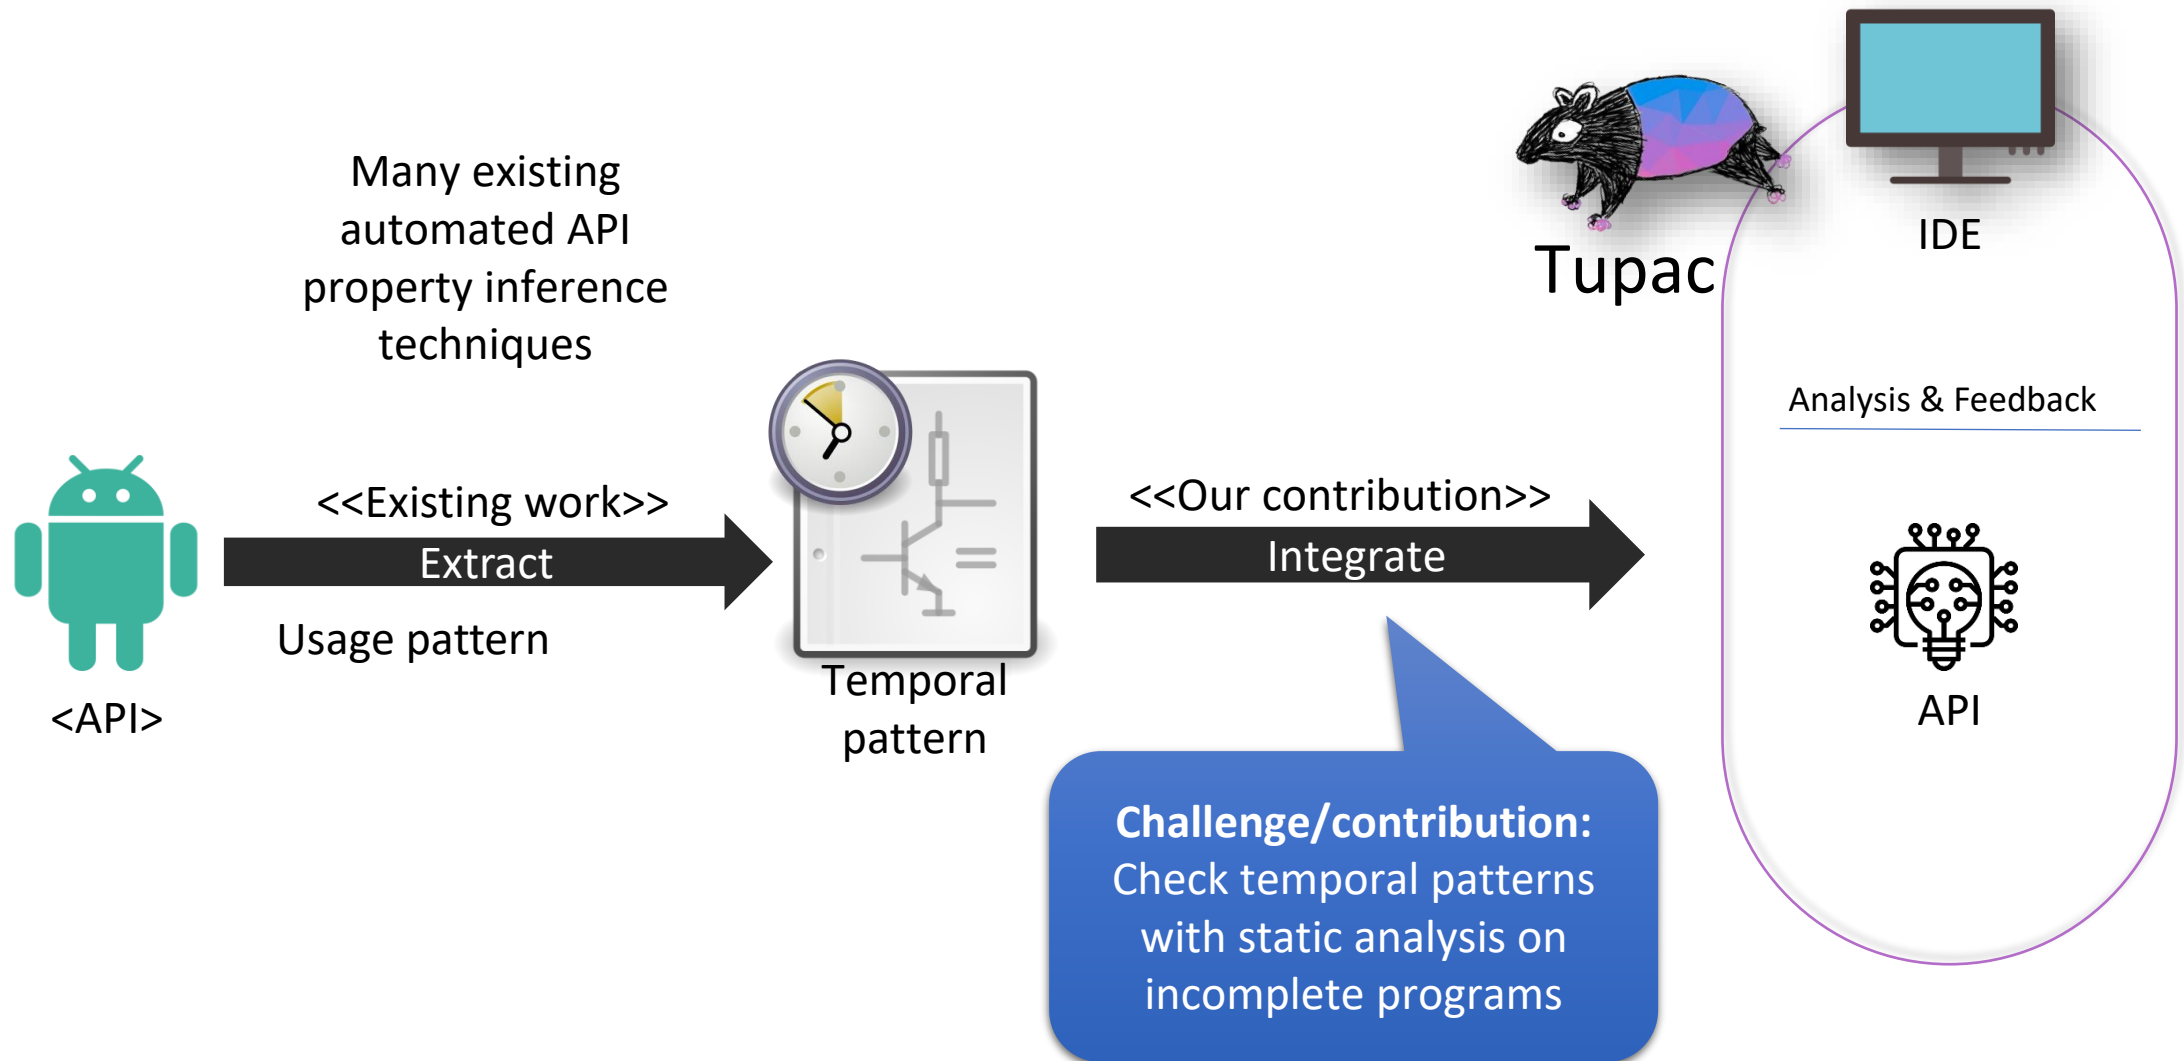 Many existing
automated API
property inference
techniques
<<Existing work>>
Extract
Usage pattern
<API>
Temporal
pattern
<<Our contribution>>
Integrate
Challenge/contribution:
Check temporal patterns
with static analysis on
incomplete programs
Tupac
IDE
Analysis & Feedback
API